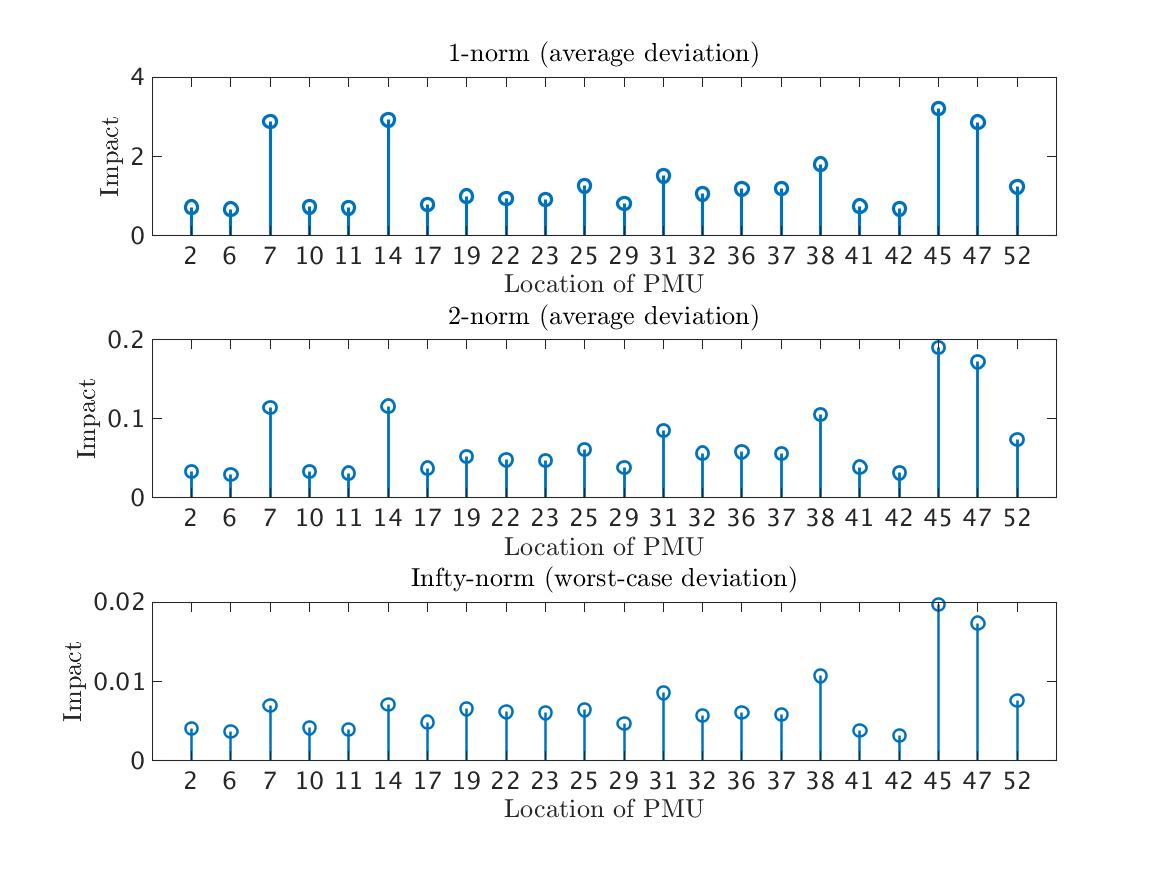 1-norm (average deviation)
4
2
0
Impact
2 6 7 10 11 14 17 19 22 23 25 29 31 32 36 37 38 41 42 45 47 52
Location of PMU
2-norm (average deviation)
0.2
0.1
0
Impact
2 6 7 10 11 14 17 19 22 23 25 29 31 32 36 37 38 41 42 45 47 52
Location of PMU
Infty-norm (worst-case deviation)
0.02
0.01
0
Impact
2 6 7 10 11 14 17 19 22 23 25 29 31 32 36 37 38 41 42 45 47 52
Location of PMU